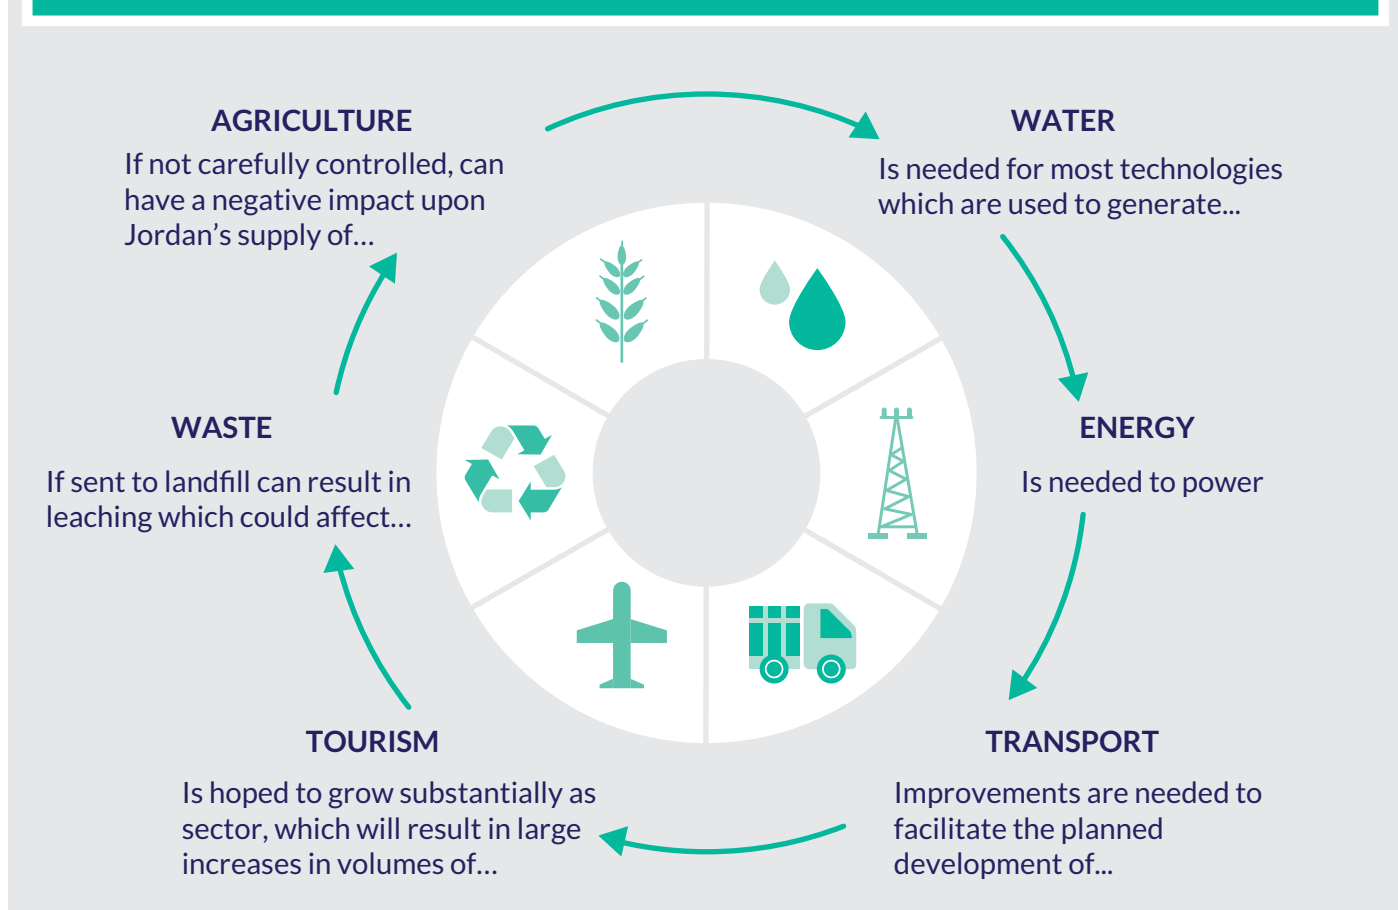 AGRICULTURE
If not carefully controlled, can
have a negative impact upon
Jordan’s supply of...
WATER
Is needed for most technologies
which are used to generate...
ENERGY
Is needed to power
TRANSPORT
Improvements are needed to
facilitate the planned
development of...
TOURISM
Is hoped to grow substantially as
sector, which will result in large
increases in volumes of...
WASTE
If sent to landfill can result in
leaching which could affect...